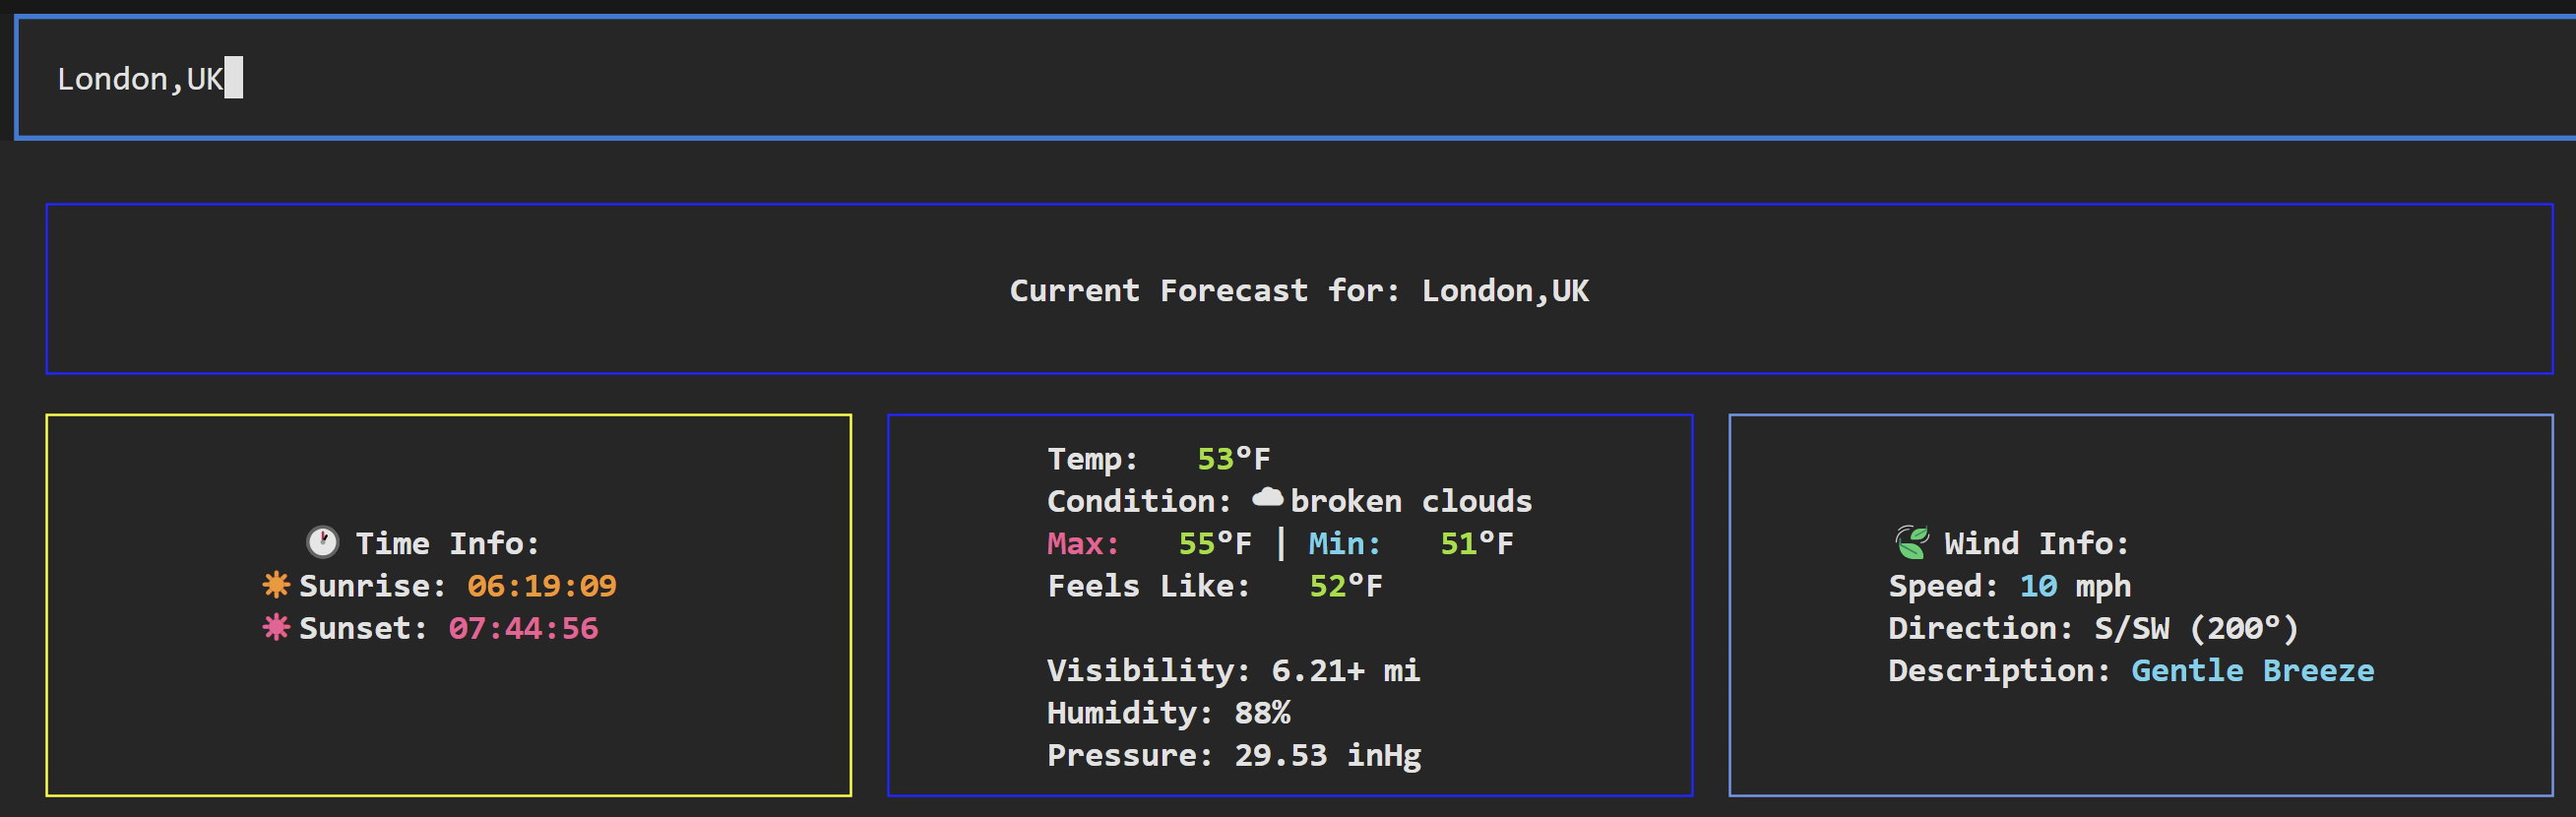 London,UK
Current Forecast for: London,UK
Time Info:
Sunrise: 06:19:09
Sunset: 07:44:56
Temp: 53°F
Condition: broken clouds
Max: 55°F | Min: 51°F
Feels Like: 52°F
Visibility: 6.21+ mi
Humidity: 88%
Pressure: 29.53 inHg
Wind Info:
Speed: 10 mph
Direction: S/SW (200°)
Description: Gentle Breeze